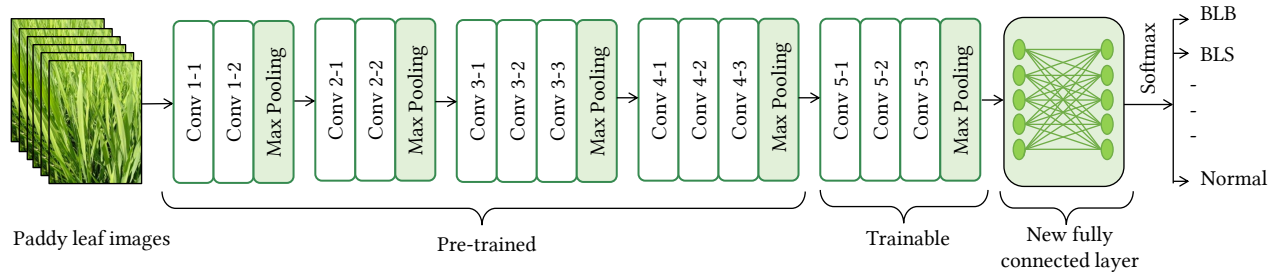 Paddy leaf images
Conv 1-1
Conv 1-2
Max Pooling
Conv 2-1
Conv 2-2
Max Pooling
Conv 3-1
Conv 3-2
Conv 3-3
Max Pooling
Conv 4-1
Conv 4-2
Conv 4-3
Max Pooling
Conv 5-1
Conv 5-2
Conv 5-3
Max Pooling
Softmax
BLB
BLS
-
-
-
Normal
Pre-trained
Trainable
New fully
connected layer